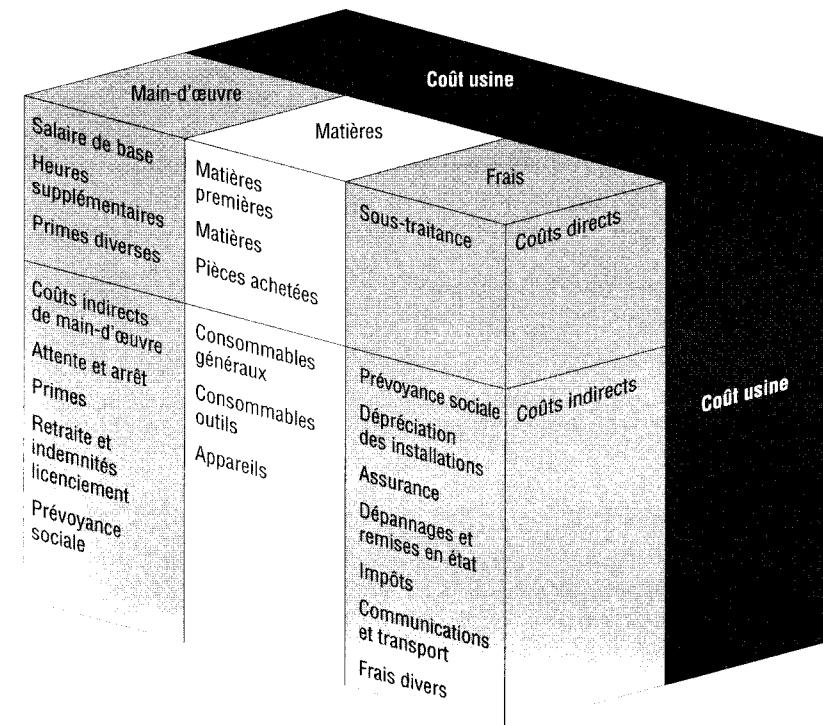 Coût usine
Main-d'œuvre
Matières
Frais
Salaire de base
Heures
supplémentaires
Primes diverses
Matières
premières
Matières
Pièces achetées
Sous-traitance
Coûts directs
Coûts indirects
de main-d'œuvre
Attente et arrêt
Primes
Retraite et
indemnités
licenciement
Prévoyance
sociale
Consommables
généraux
Consommables
outils
Appareils
Prévoyance sociale
Dépréciation
des installations
Assurance
Dépannages et
remises en état
Impôts
Communications
et transport
Frais divers
Coûts indirects
Coût usine